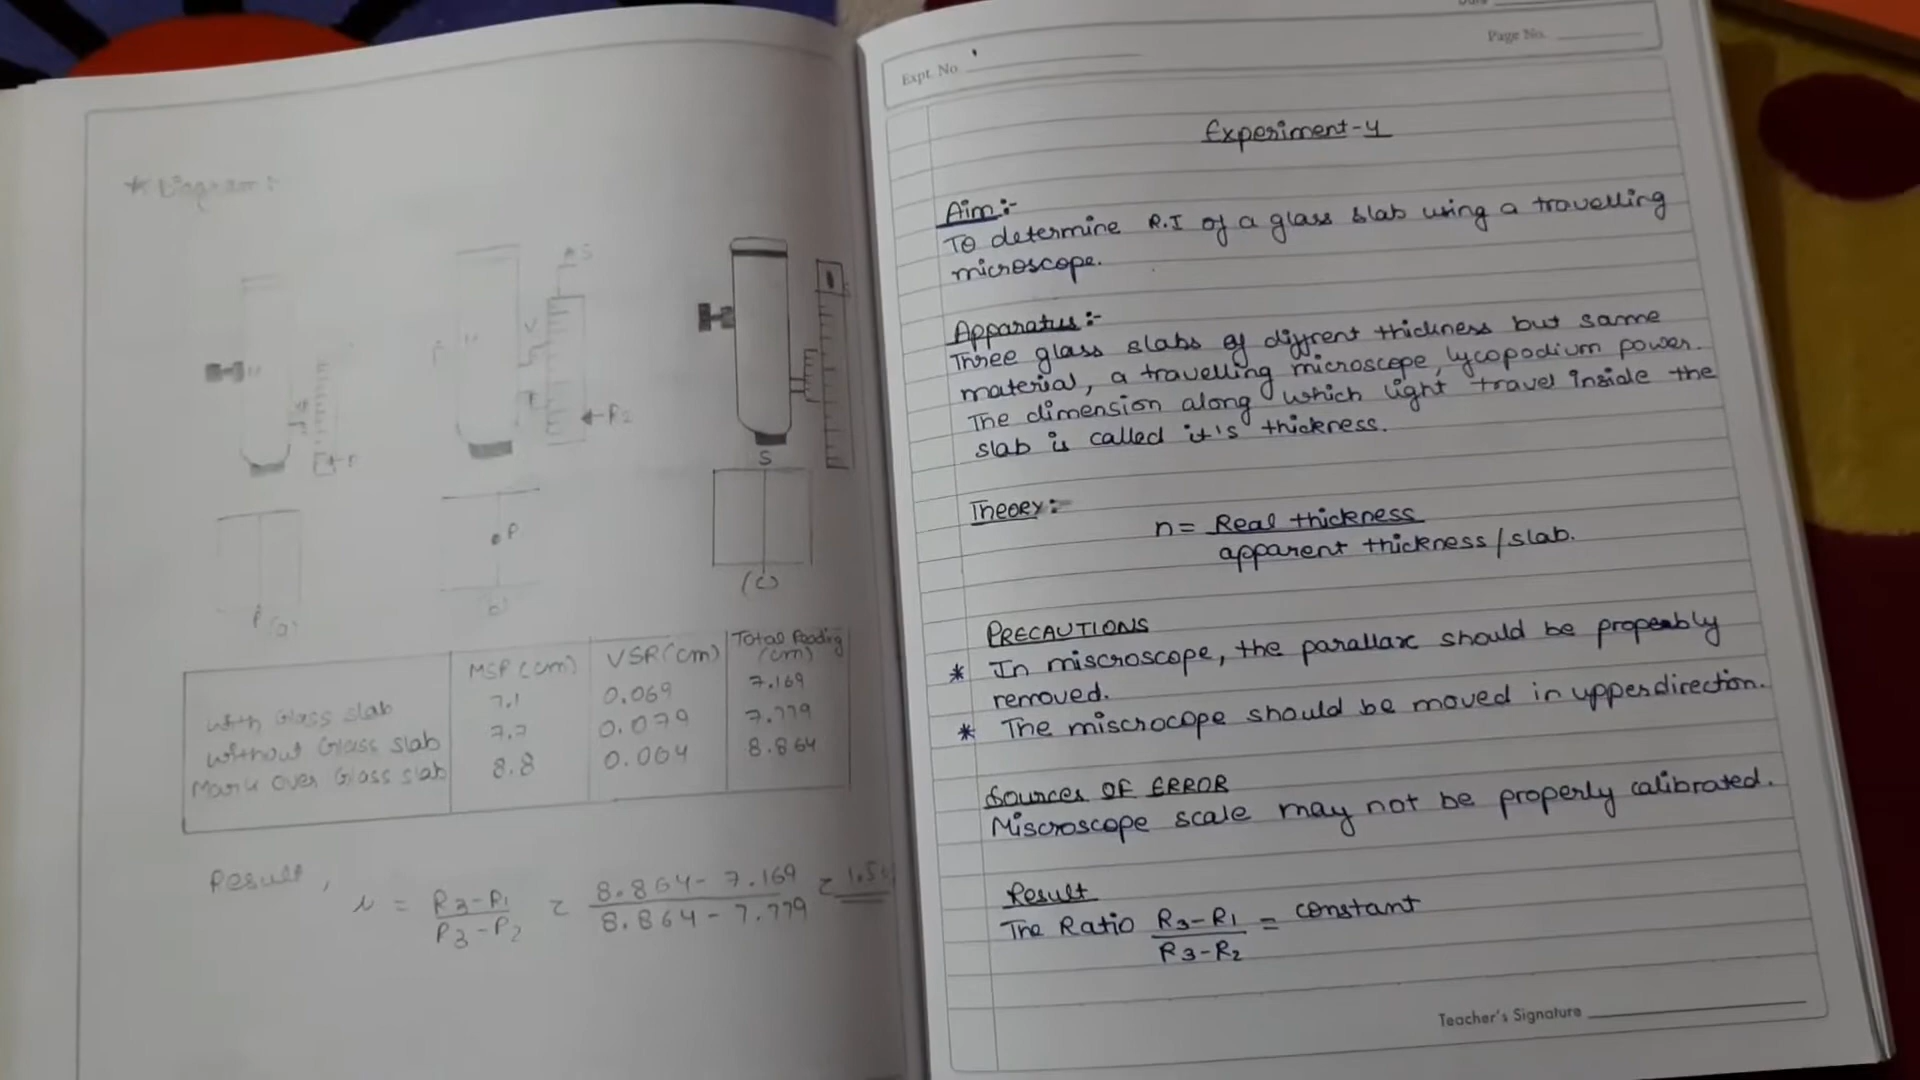 * Diagram :-
S
V
P
R2
S
P
P (a)
(b)
(c)
MSR (cm) VSR (cm) Total Reading (cm)
with Glass slab 7.1 0.069 7.169
without Glass slab 7.7 0.079 7.779
Mark over Glass slab 8.8 0.064 8.864
Result,
μ = R3-R1 / R3-R2 = 8.864 - 7.169 / 8.864 - 7.779
Expt. No.
Page No.
Experiment-4
Aim:-
To determine R.I of a glass slab using a travelling
microscope.
Apparatus:-
Three glass slabs of diffrent thickness but same
material, a travelling microscope, lycopodium power.
The dimension along which light travel inside the
slab is called it's thickness.
Theory:-
n = Real thickness
apparent thickness/slab.
PRECAUTIONS
* In miscroscope, the parallax should be properly
removed.
* The miscrocope should be moved in upper direction.
Sources OF ERROR
Miscroscope scale may not be properly calibrated.
Result
The Ratio R3-R1 / R3-R2 = constant
Teacher's Signature